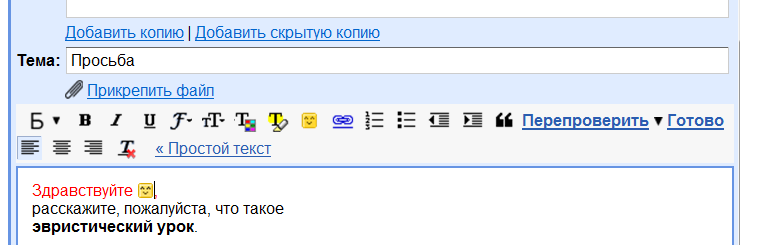 Добавить копию | Добавить скрытую копию
Тема: Просьба
Прикрепить файл
Б ▼ B I U F T T T Перепроверить ▼ Готово
T « Простой текст
Здравствуйте ,
расскажите, пожалуйста, что такое
эвристический урок.